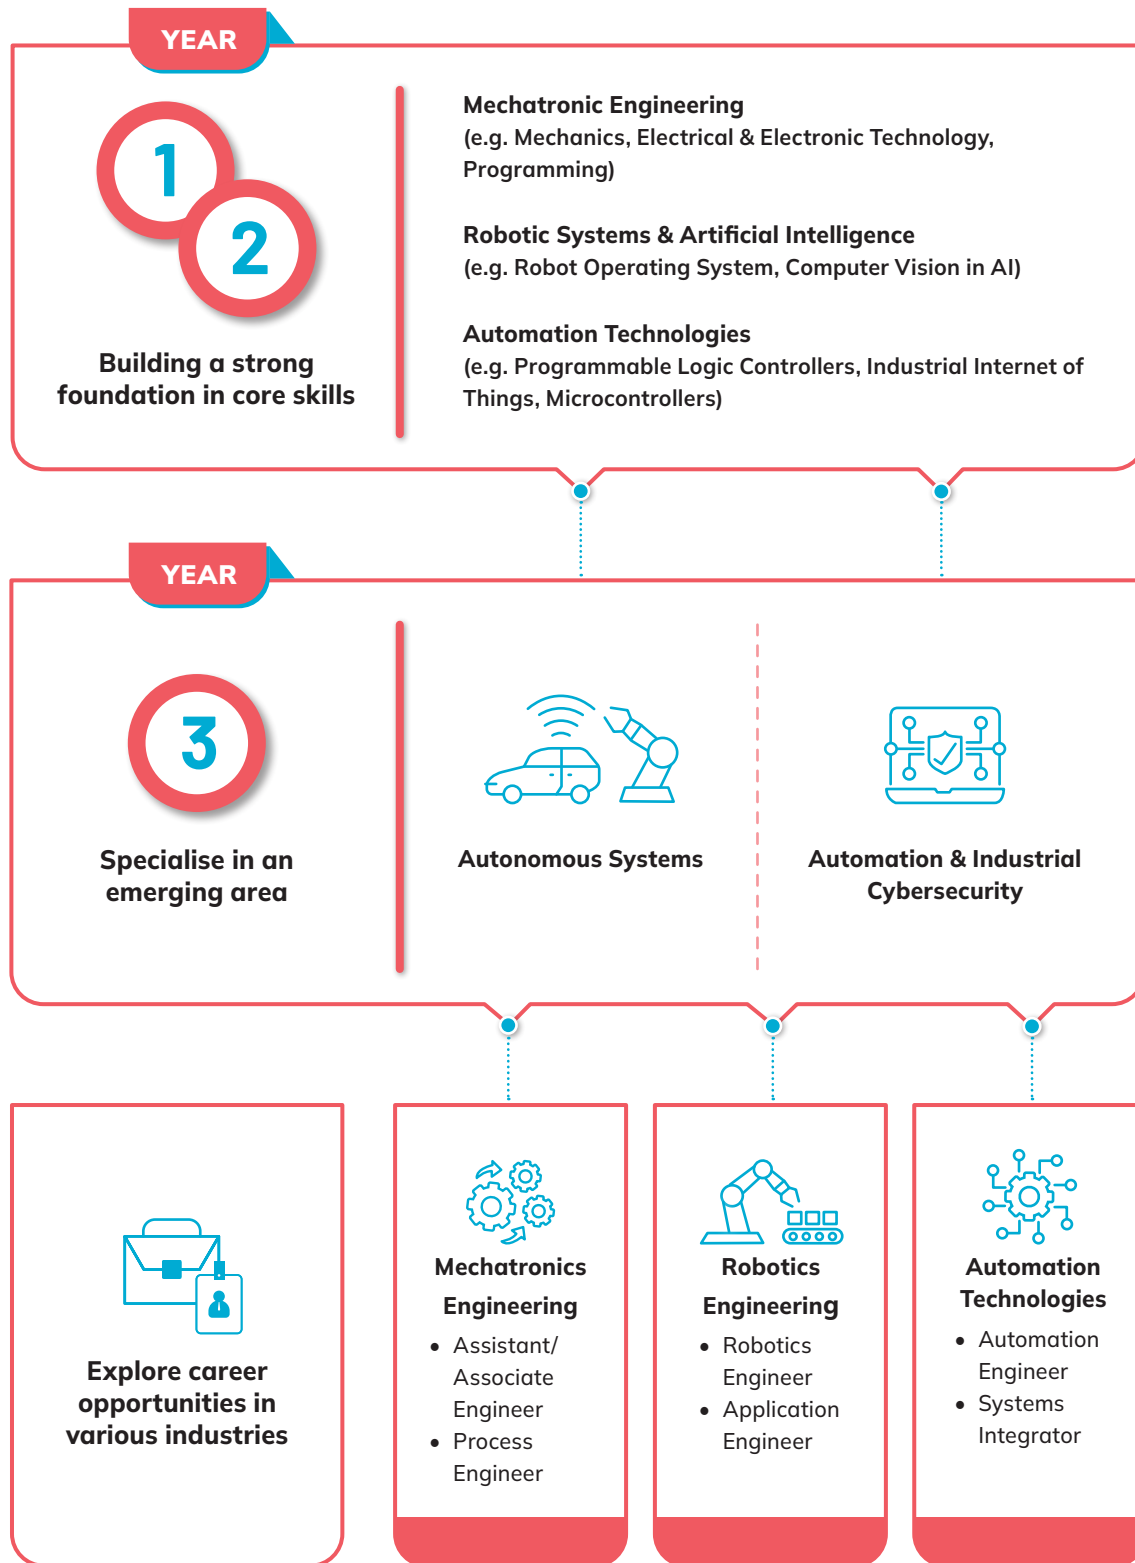 YEAR
1
2
Building a strong
foundation in core skills
Mechatronic Engineering
(e.g. Mechanics, Electrical & Electronic Technology,
Programming)
Robotic Systems & Artificial Intelligence
(e.g. Robot Operating System, Computer Vision in AI)
Automation Technologies
(e.g. Programmable Logic Controllers, Industrial Internet of
Things, Microcontrollers)
YEAR
3
Specialise in an
emerging area
Autonomous Systems
Automation & Industrial
Cybersecurity
Explore career
opportunities in
various industries
Mechatronics
Engineering
• Assistant/
Associate
Engineer
• Process
Engineer
Robotics
Engineering
• Robotics
Engineer
• Application
Engineer
Automation
Technologies
• Automation
Engineer
• Systems
Integrator